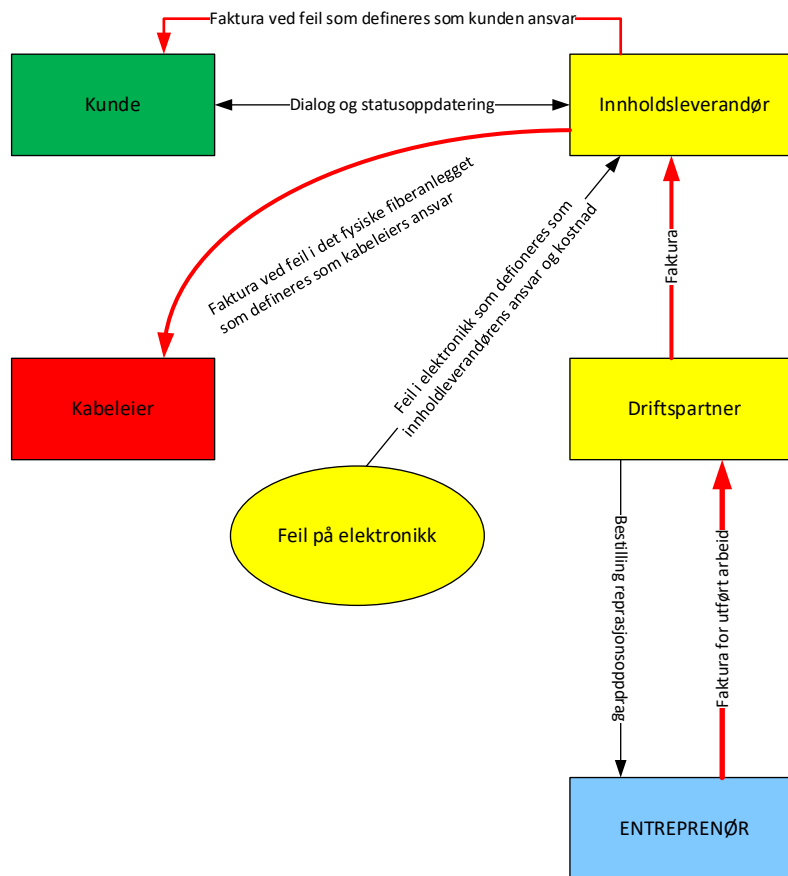 Faktura ved feil som defineres som kunden ansvar
Kunde
Dialog og statusoppdatering
Innholdsleverandør
Faktura ved feil i det fysiske fiberanlegget
som defineres som kabeleiers ansvar
Feil i elektronikk som defioneres som
innholdleverandørens ansvar og kostnad
Faktura
Kabeleier
Driftspartner
Feil på elektronikk
Bestilling reprasjonsoppdrag
Faktura for utført arbeid
ENTREPRENØR